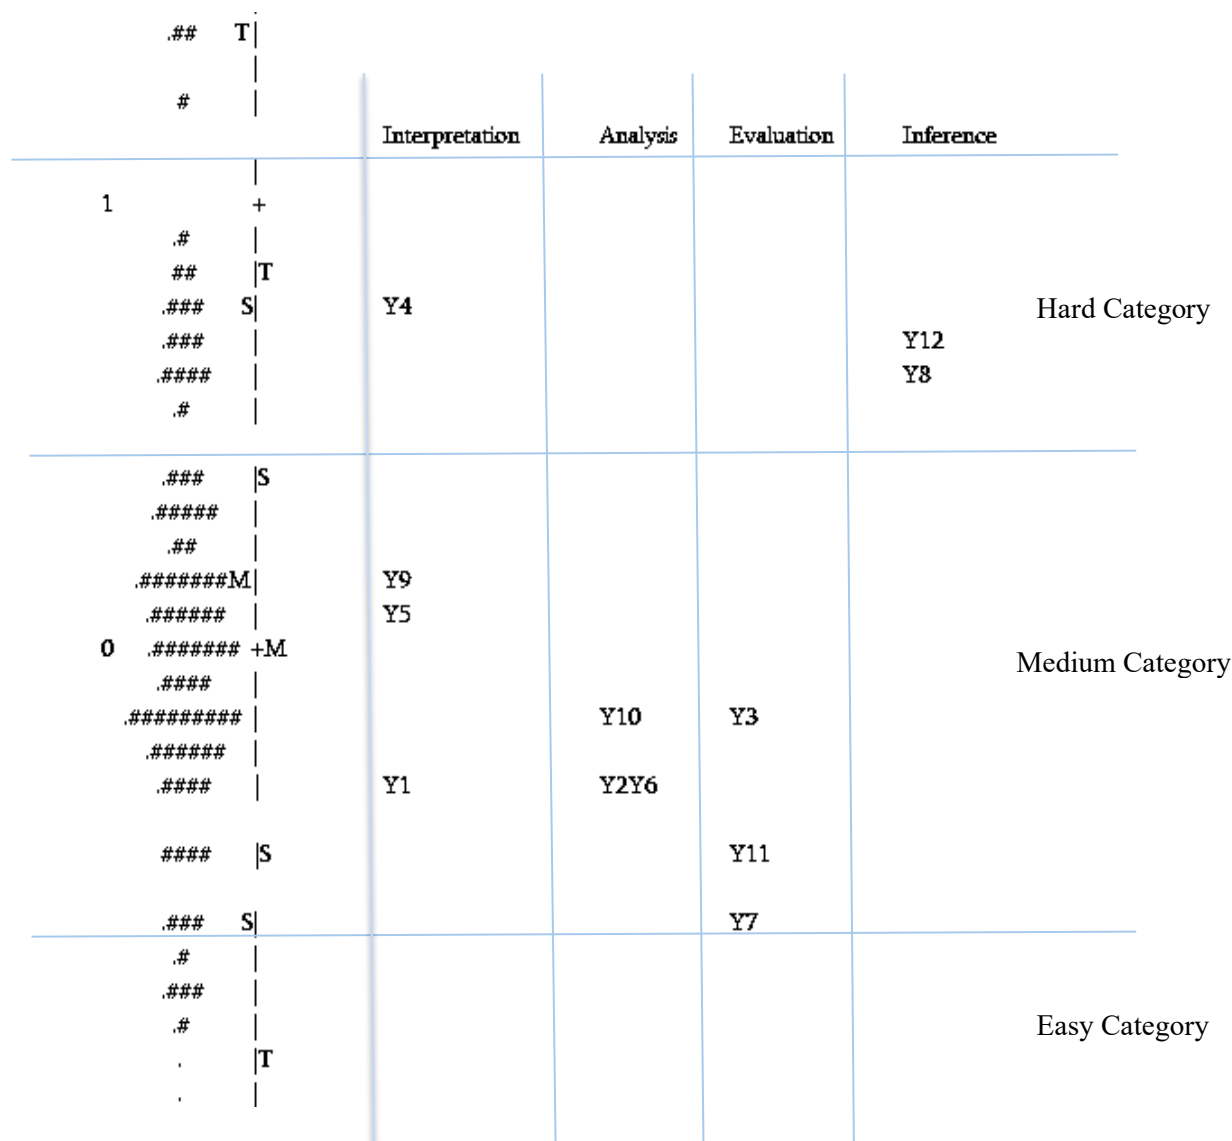 .## T|
|
# |
Interpretation Analysis Evaluation Inference
|
1 +
.# |
## |T
.### S| Y4 Hard Category
.### | Y12
.#### | Y8
.# |
.### |S
.##### |
.## |
.#######M| Y9
.###### | Y5
0 .####### +M
Medium Category
.#### |
.######### | Y10 Y3
.###### |
.#### | Y1 Y2Y6
#### |S Y11
.### S| Y7
.# |
.### |
.# | Easy Category
. |T
. |